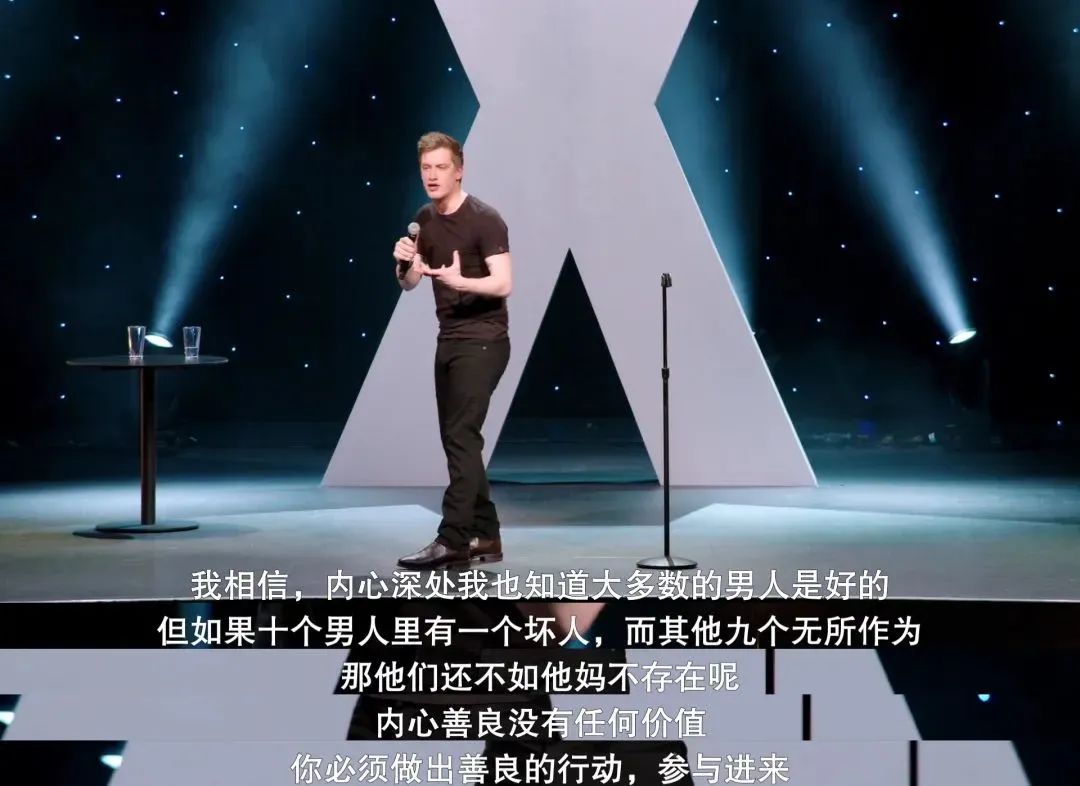 我相信，内心深处我也知道大多数的男人是好的
但如果十个男人里有一个坏人，而其他九个无所作为
那他们还不如他妈不存在呢
内心善良没有任何价值
你必须做出善良的行动，参与进来